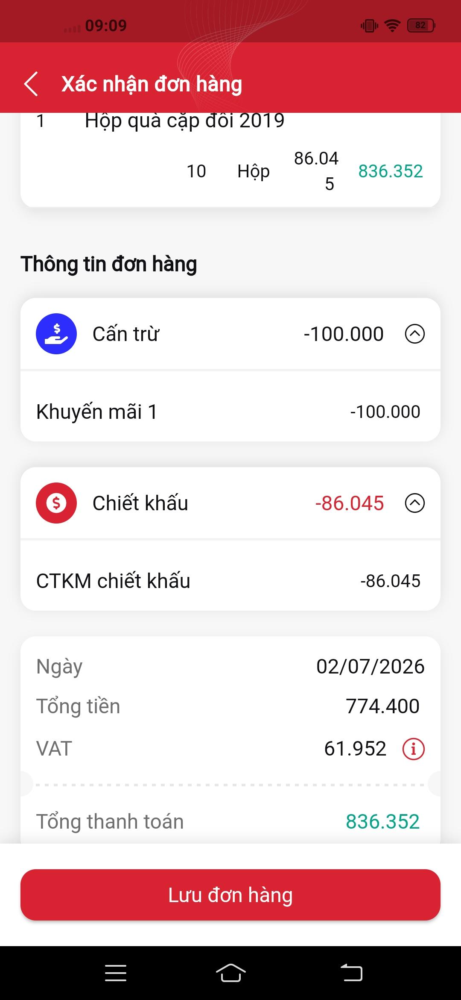 09:09
82
Xác nhận đơn hàng
1 Hộp quà cặp đôi 2019
10 Hộp 86.04
5 836.352
Thông tin đơn hàng
Cấn trừ -100.000
Khuyến mãi 1 -100.000
Chiết khấu -86.045
CTKM chiết khấu -86.045
Ngày 02/07/2026
Tổng tiền 774.400
VAT 61.952
Tổng thanh toán 836.352
Lưu đơn hàng